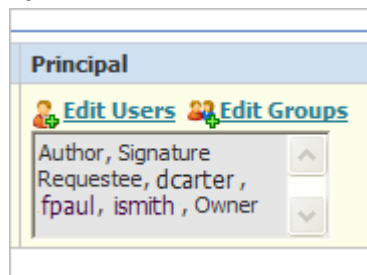 Principal
Edit Users Edit Groups
Author, Signature
Requestee, dcarter ,
fpaul, ismith , Owner